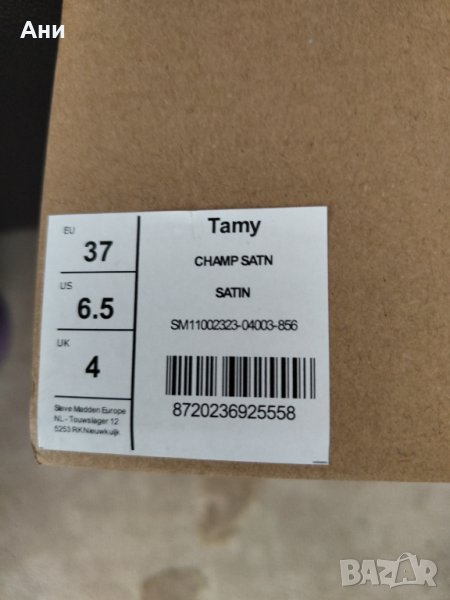 Ани
EU
37
US
6.5
UK
4
Steve Madden Europe
NL - Touwslager 12
5253 RK Nieuwkuijk
Tamy
CHAMP SATN
SATIN
SM11002323-04003-856
8720236925558
BAZAR